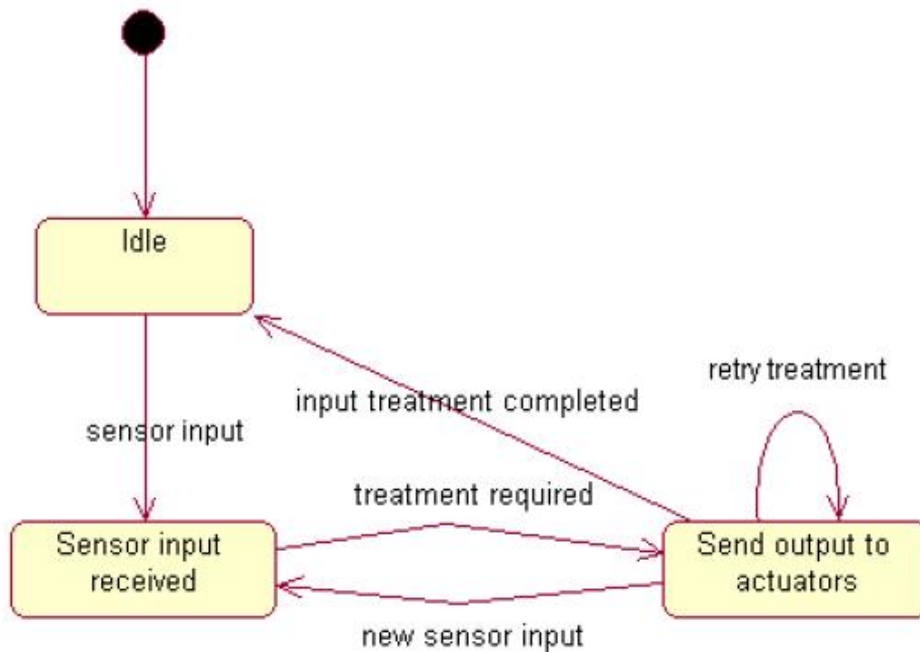 Idle
retry treatment
input treatment completed
sensor input
treatment required
Sensor input
received
Send output to
actuators
new sensor input